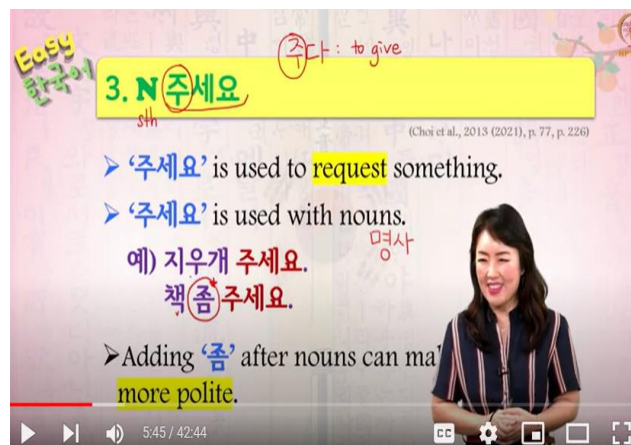 Easy
한국어
주다 : to give
3. N 주세요
sth
(Choi et al., 2013 (2021), p. 77, p. 226)
➢ ‘주세요’ is used to request something.
➢ ‘주세요’ is used with nouns.
명사
예) 지우개 주세요.
책 좀 주세요.
➢Adding ‘좀’ after nouns can ma
more polite.
5:45 / 42:44
CC